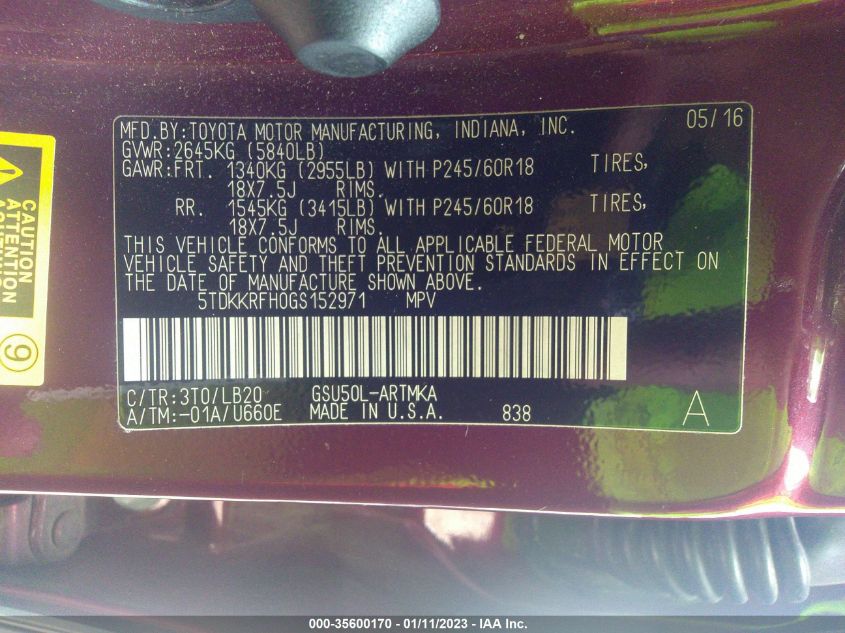 MFD.BY:TOYOTA MOTOR MANUFACTURING, INDIANA, INC. 05/16
GVWR:2645KG (5840LB)
GAWR:FRT. 1340KG (2955LB) WITH P245/60R18 TIRES,
18X7.5J RIMS.
RR. 1545KG (3415LB) WITH P245/60R18 TIRES,
18X7.5J RIMS.
THIS VEHICLE CONFORMS TO ALL APPLICABLE FEDERAL MOTOR
VEHICLE SAFETY AND THEFT PREVENTION STANDARDS IN EFFECT ON
THE DATE OF MANUFACTURE SHOWN ABOVE.
5TDKKRFH0GS152971 MPV
C/TR:3T0/LB20 GSU50L-ARTMKA
A/TM:-01A/U660E MADE IN U.S.A. 838 A
CAUTION
ATTENTION
9
000-35600170 - 01/11/2023 - IAA Inc.